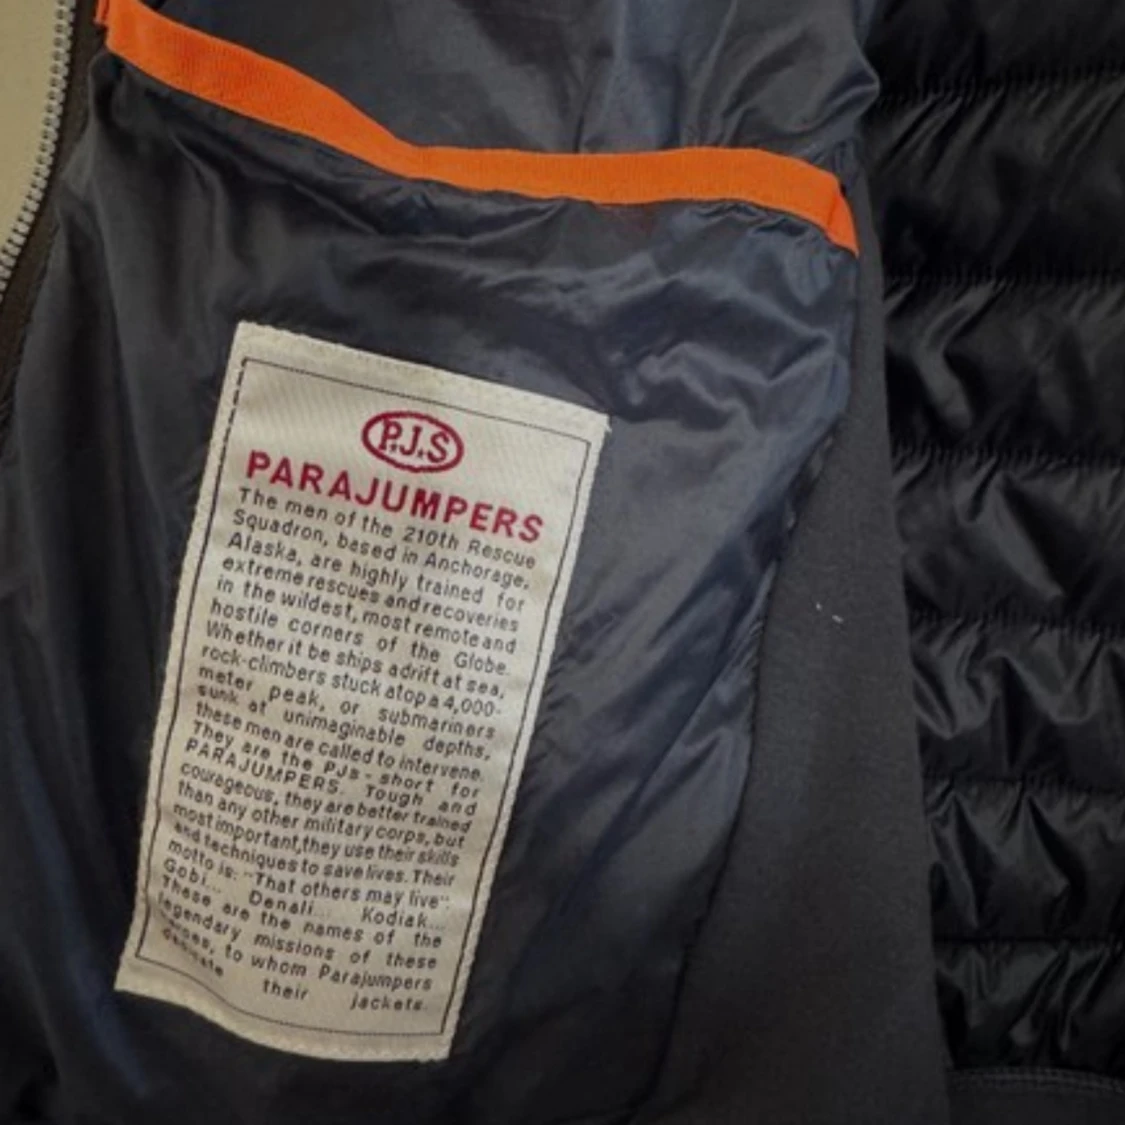 P.J.S
PARAJUMPERS
The men of the 210th Rescue
Squadron, based in Anchorage,
Alaska, are highly trained for
extreme rescues and recoveries
in the wildest, most remote and
hostile corners of the Globe.
Whether it be ships adrift at sea,
rock-climbers stuck atop a 4,000-
meter peak, or submariners
sunk at unimaginable depths,
these men are called to intervene.
They are the PJs - short for
PARAJUMPERS. Tough and
courageous, they are better trained
than any other military corps, but
most important, they use their skills
and techniques to save lives. Their
motto is: "That others may live".
Gobi... Denali... Kodiak...
These are the names of the
legendary missions of these
heroes, to whom Parajumpers
dedicate their jackets.